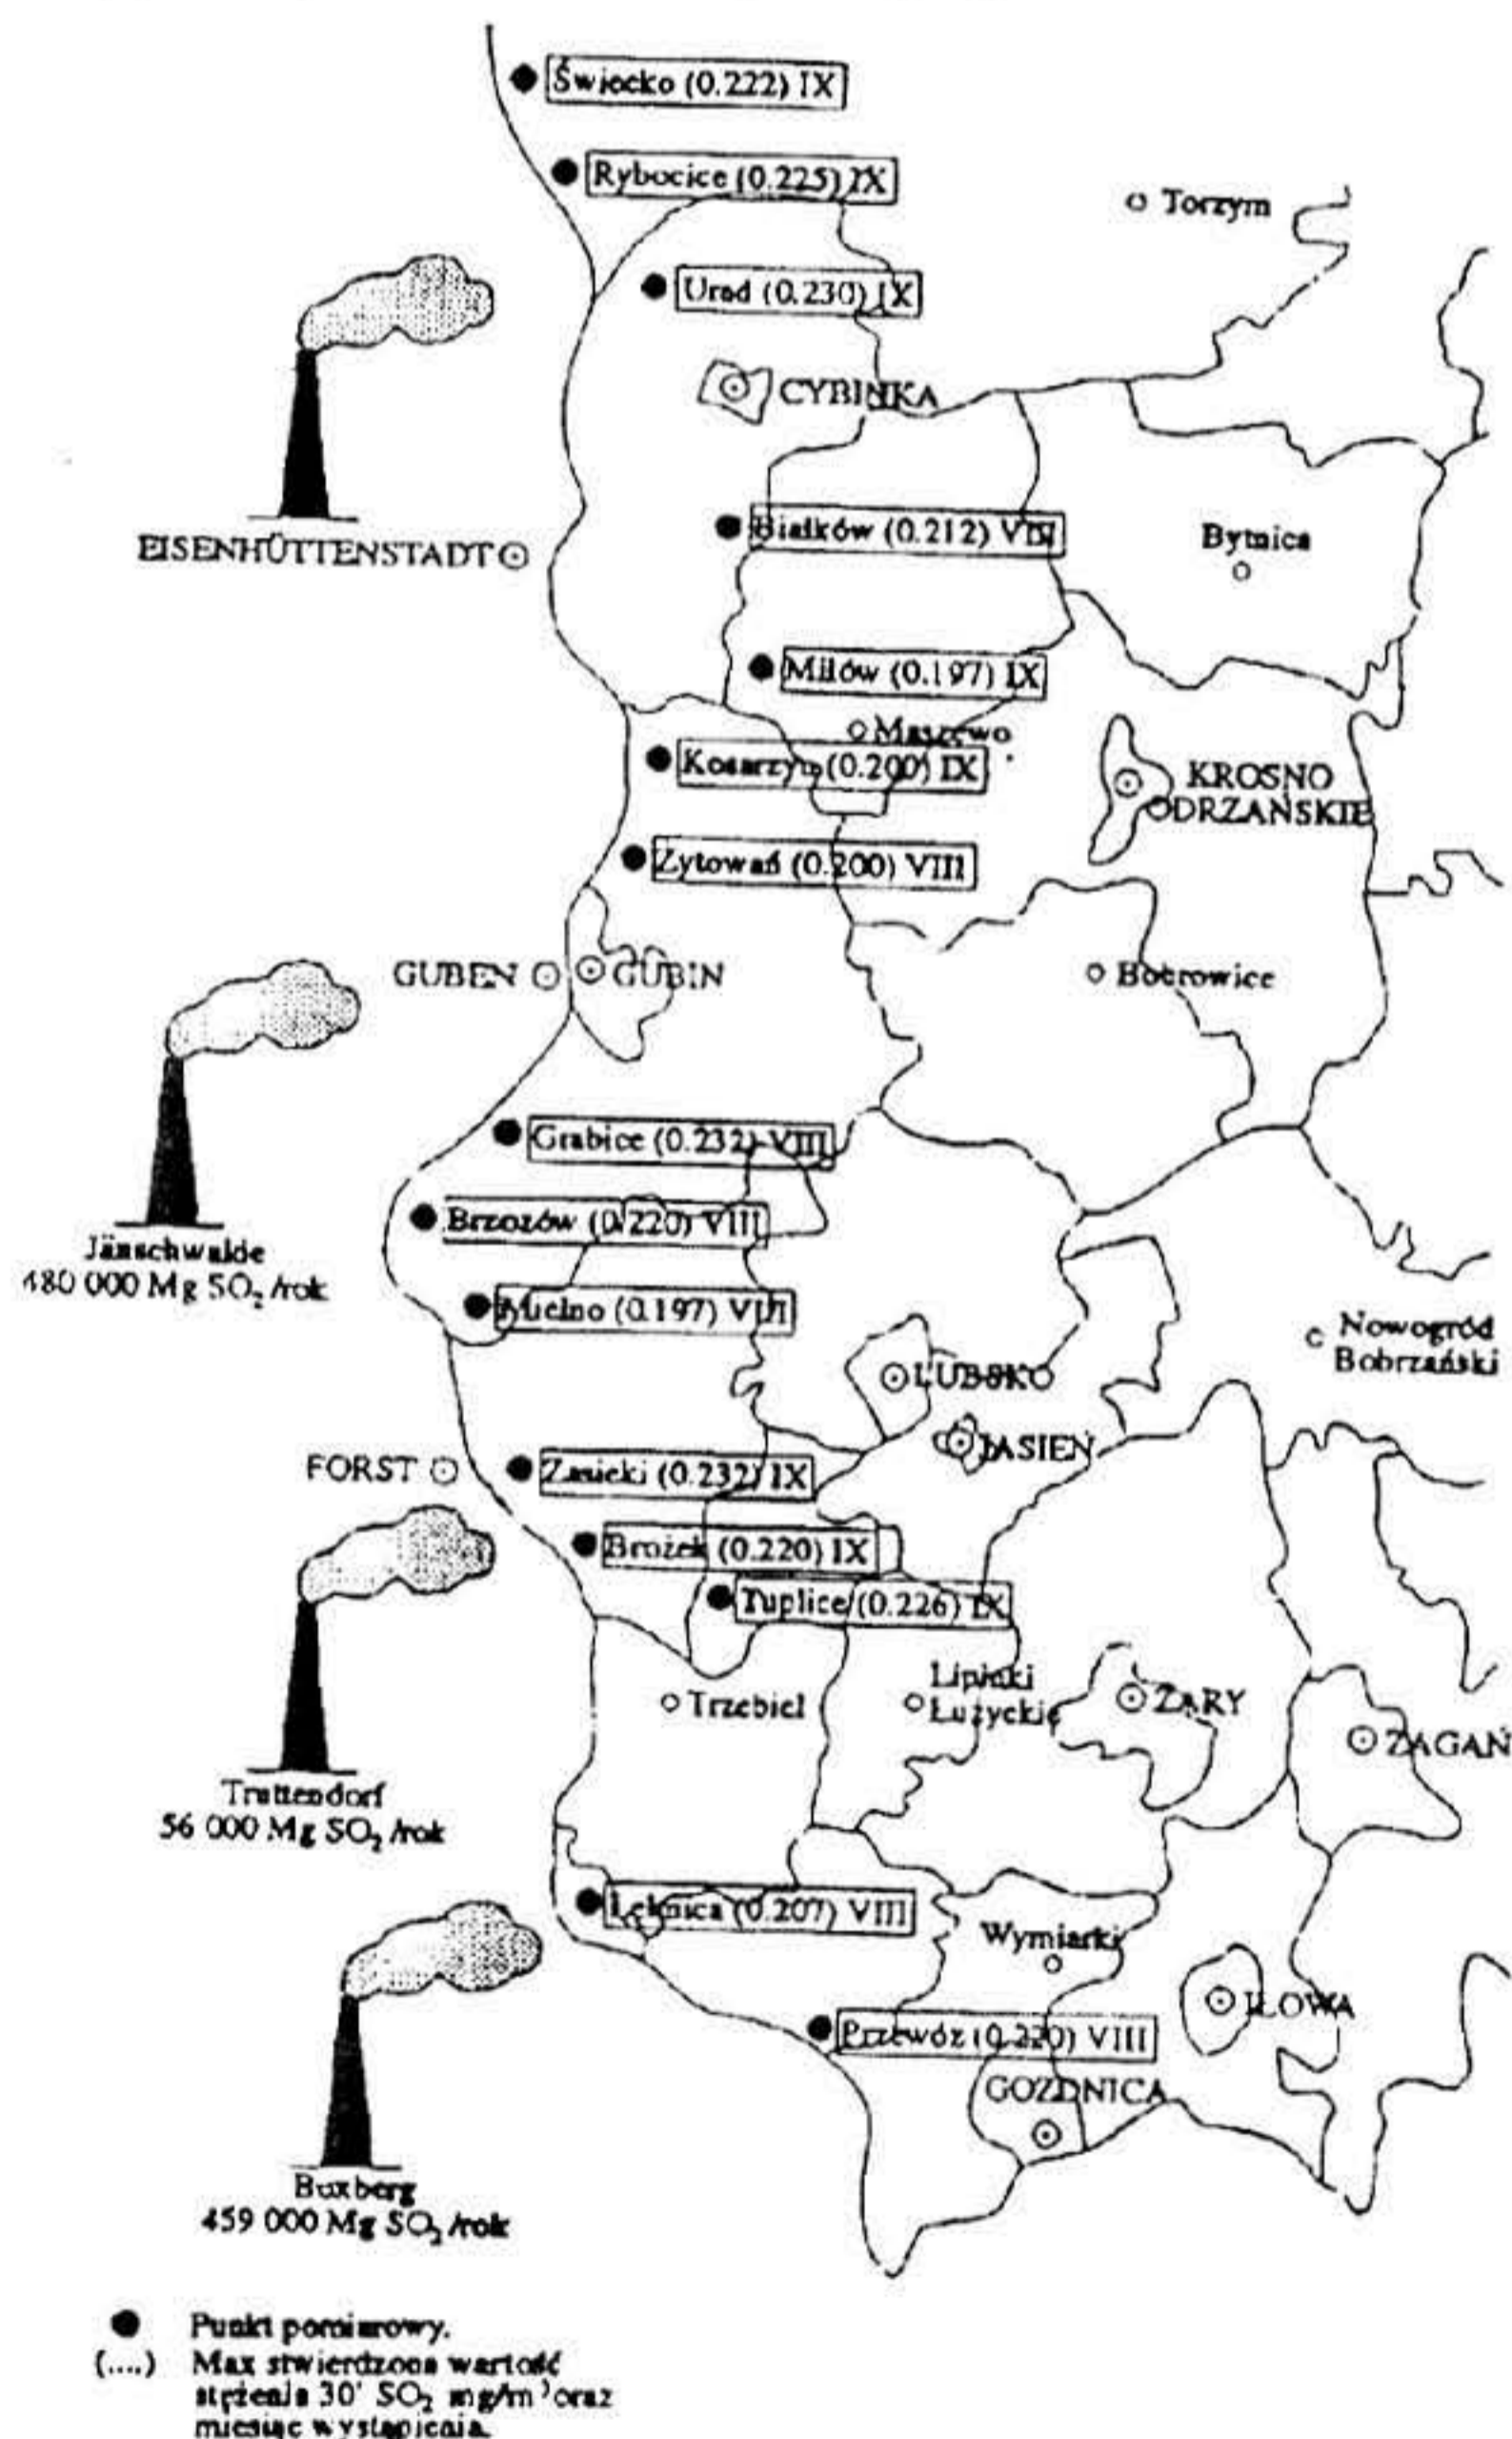 Świecko (0.222) IX
Rybocice (0.225) IX
Torzym
Urad (0.230) IX
CYBINKA
Białków (0.212) VIII
EISENHÜTTENSTADT
Bytnica
Miłów (0.197) IX
Maszewo
Kosarzyn (0.200) IX
KROSNO
ODRZAŃSKIE
Żytowań (0.200) VIII
GUBEN
GUBIN
Bobrowice
Grabice (0.232) VIII
Brzozów (0.220) VIII
Jänschwalde
480 000 Mg SO₂ /rok
Mielno (0.197) VIII
Nowogród
Bobrzański
LUBSKO
JASIEŃ
FORST
Zasieki (0.232) IX
Brożek (0.220) IX
Tuplice (0.226) IX
Lipinki
Łużyckie
Trzebiel
ŻARY
ŻAGAŃ
Trattendorf
56 000 Mg SO₂ /rok
Łęknica (0.207) VIII
Wymiarki
IŁOWA
Przewóz (0.220) VIII
GOZDNICA
Boxberg
459 000 Mg SO₂ /rok
Punkt pomiarowy.
(....) Max stwierdzona wartość
stężenia 30' SO₂ mg/m³ oraz
miesiąc wystąpienia.